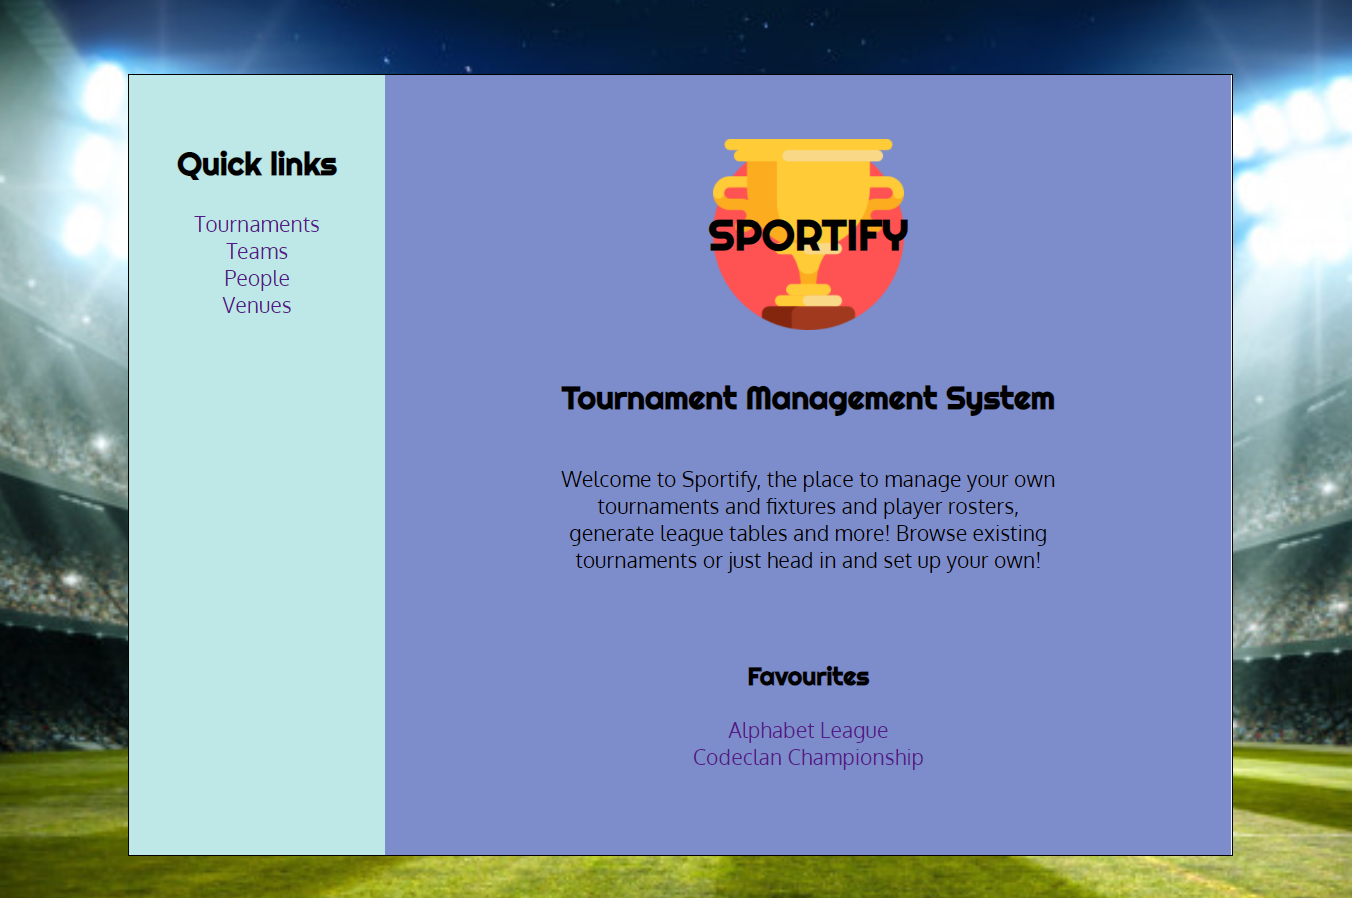 Quick links
Tournaments
Teams
People
Venues
SPORTIFY
Tournament Management System
Welcome to Sportify, the place to manage your own
tournaments and fixtures and player rosters,
generate league tables and more! Browse existing
tournaments or just head in and set up your own!
Favourites
Alphabet League
Codeclan Championship